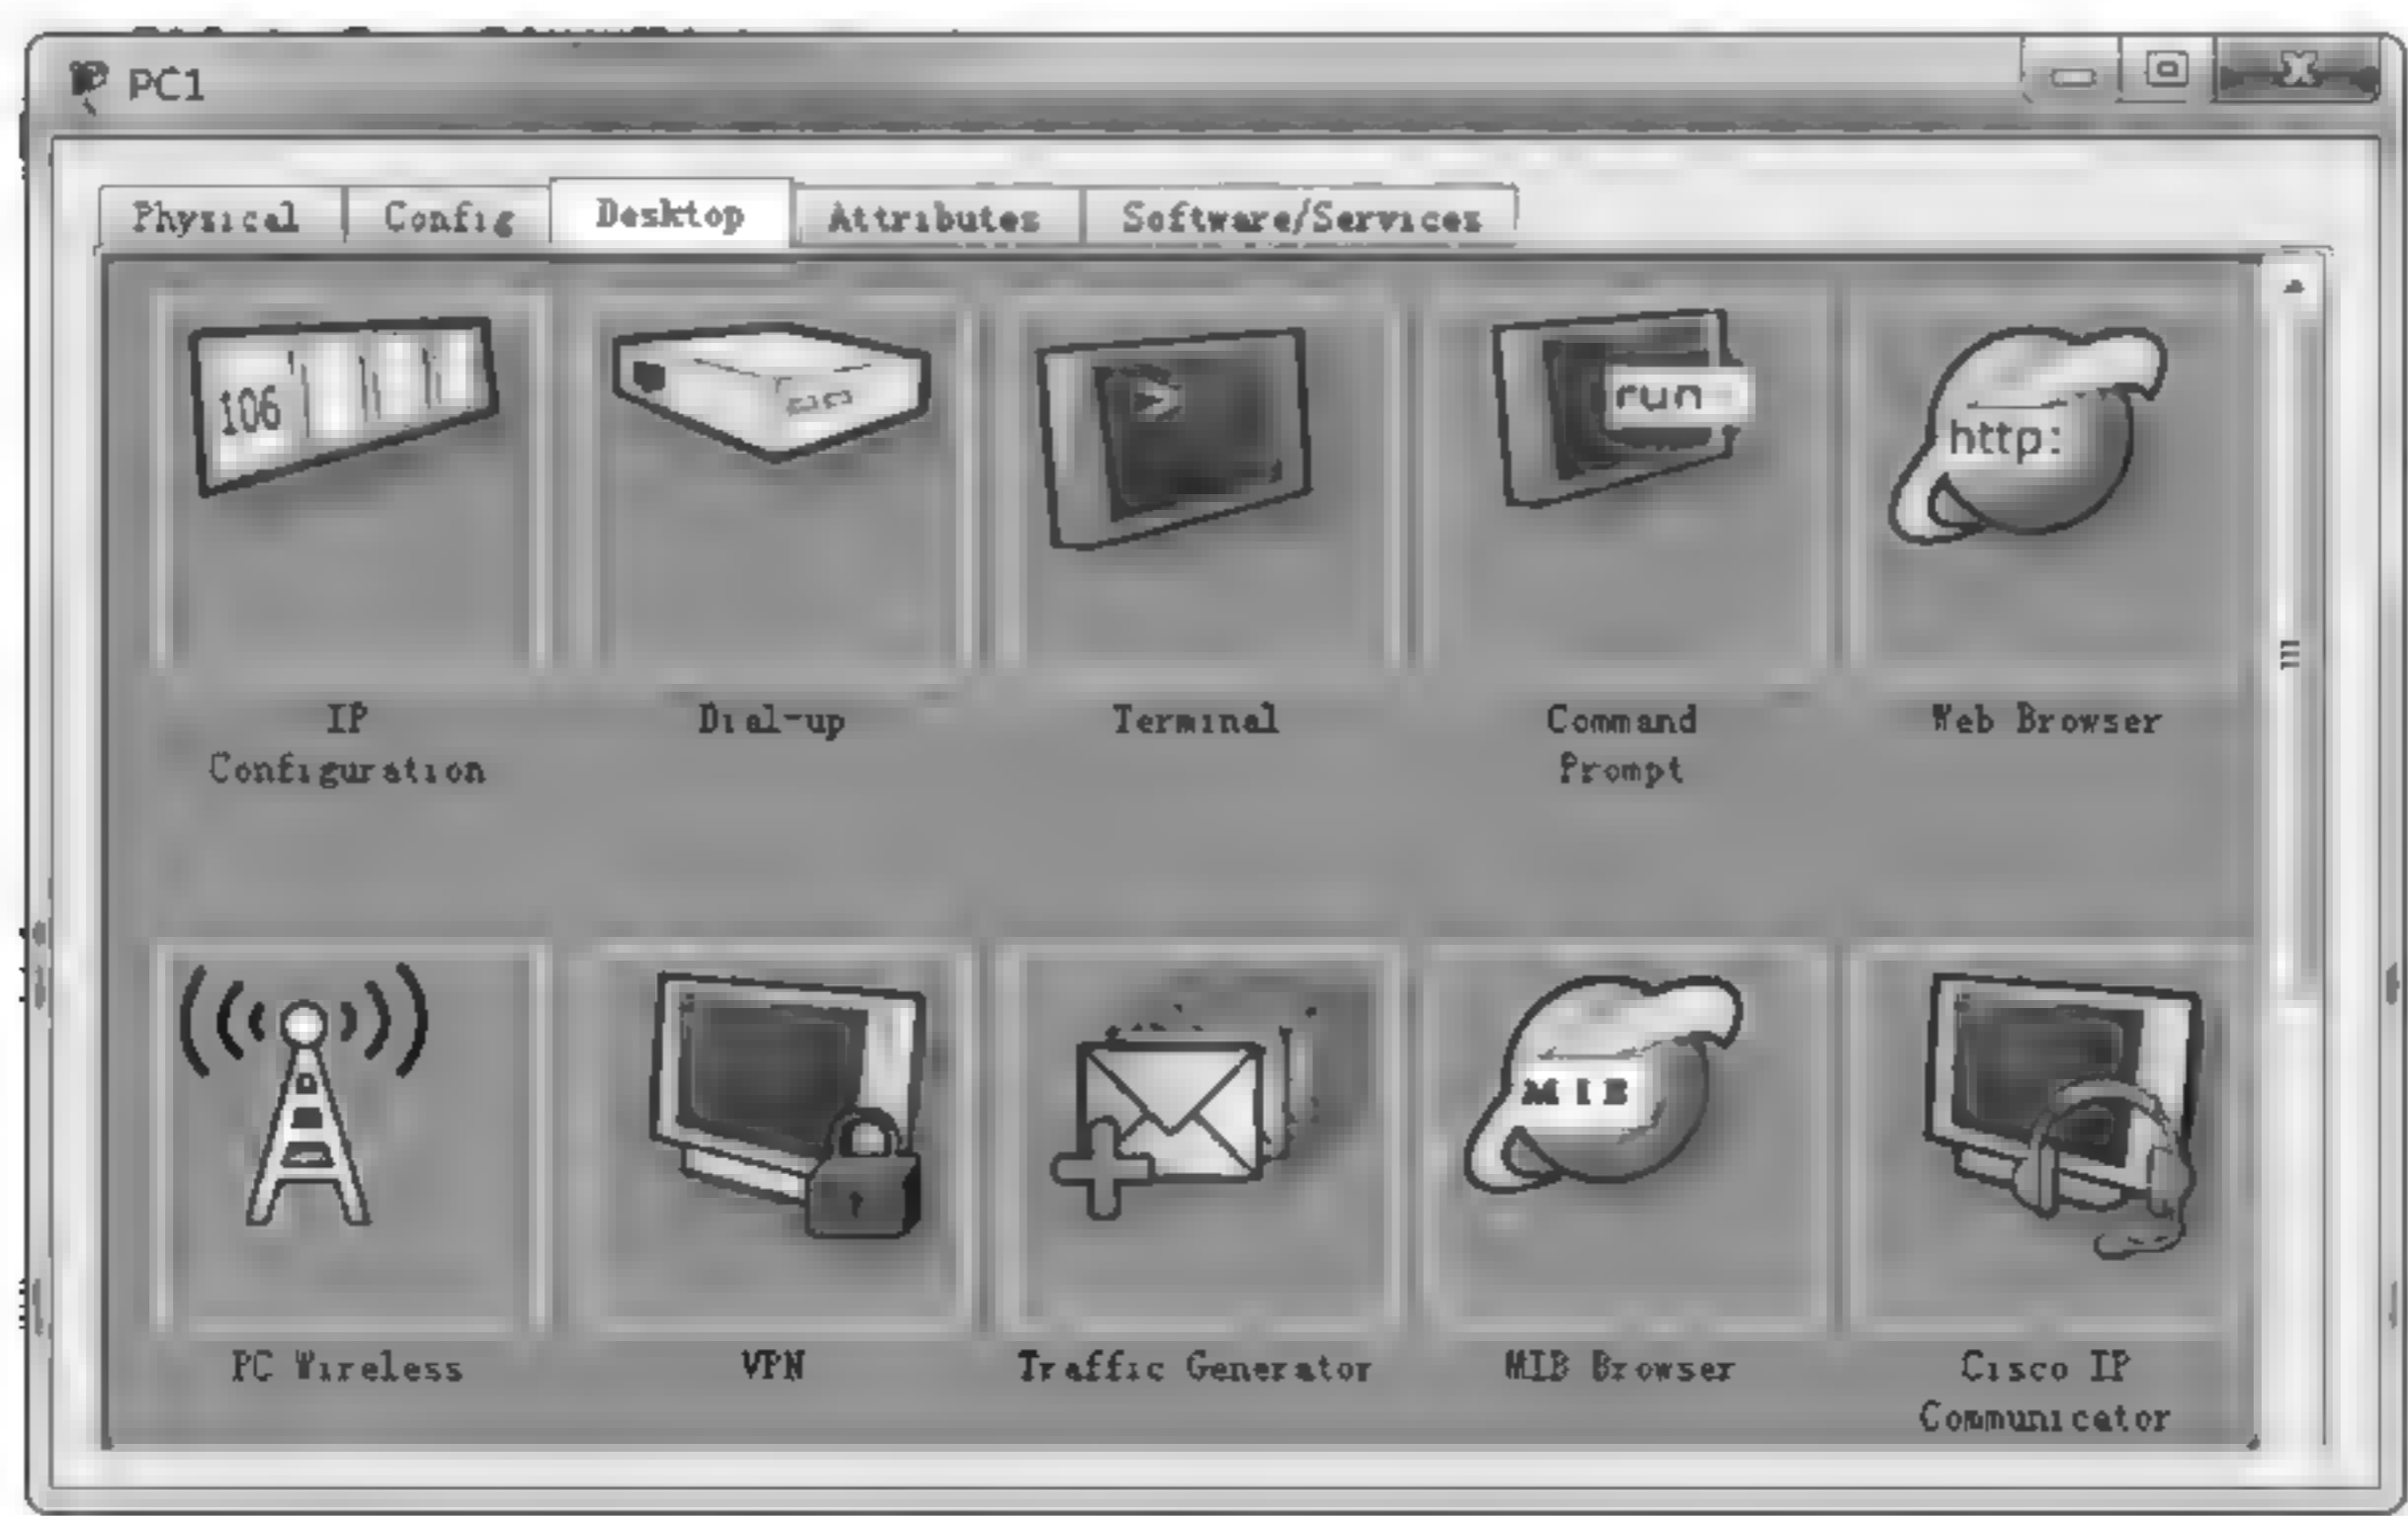 PC1
Physical Config Desktop Attributes Software/Services
106 run http:
IP Dial-up Terminal Command Web Browser
Configuration Prompt
MIB
PC Wireless VPN Traffic Generator MIB Browser Cisco IP
Communicator